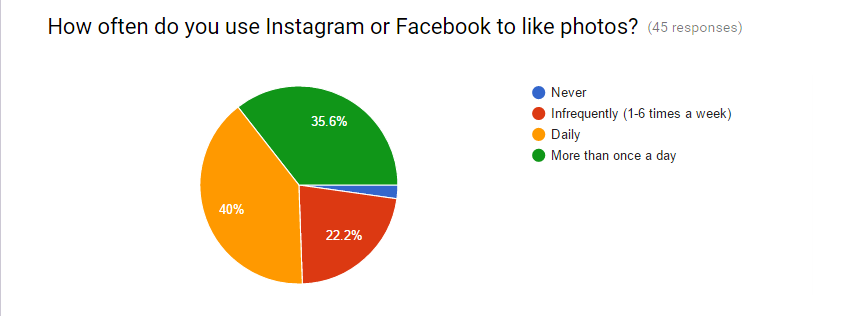 How often do you use Instagram or Facebook to like photos? (45 responses)
35.6%
40%
22.2%
Never
Infrequently (1-6 times a week)
Daily
More than once a day